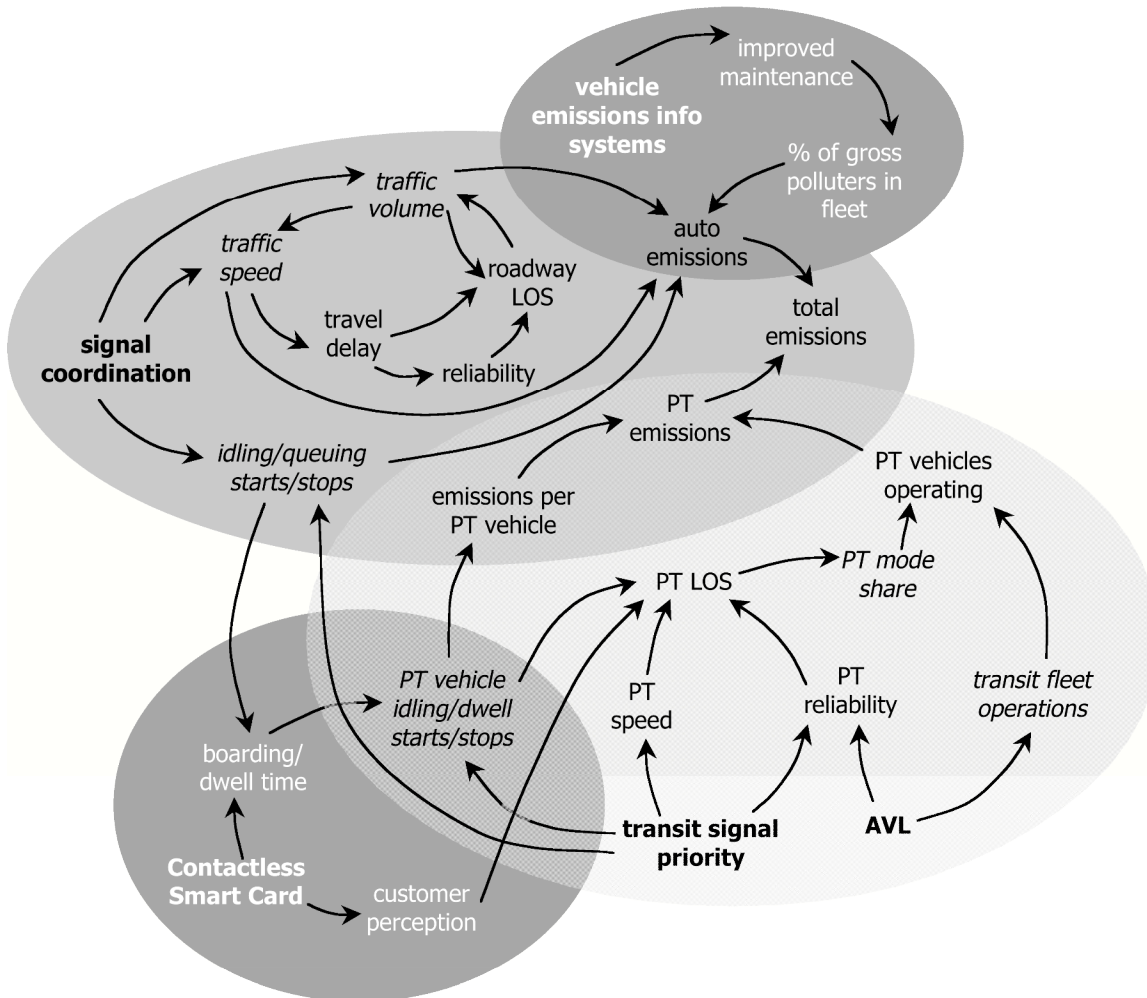 improved
maintenance
vehicle
emissions info
systems
% of gross
polluters in
fleet
traffic
volume
auto
emissions
traffic
speed
roadway
LOS
total
emissions
travel
delay
signal
coordination
reliability
PT
emissions
idling/queuing
starts/stops
PT vehicles
operating
emissions per
PT vehicle
PT LOS
PT mode
share
PT vehicle
idling/dwell
starts/stops
PT
speed
PT
reliability
transit fleet
operations
boarding/
dwell time
transit signal
priority
AVL
Contactless
Smart Card
customer
perception